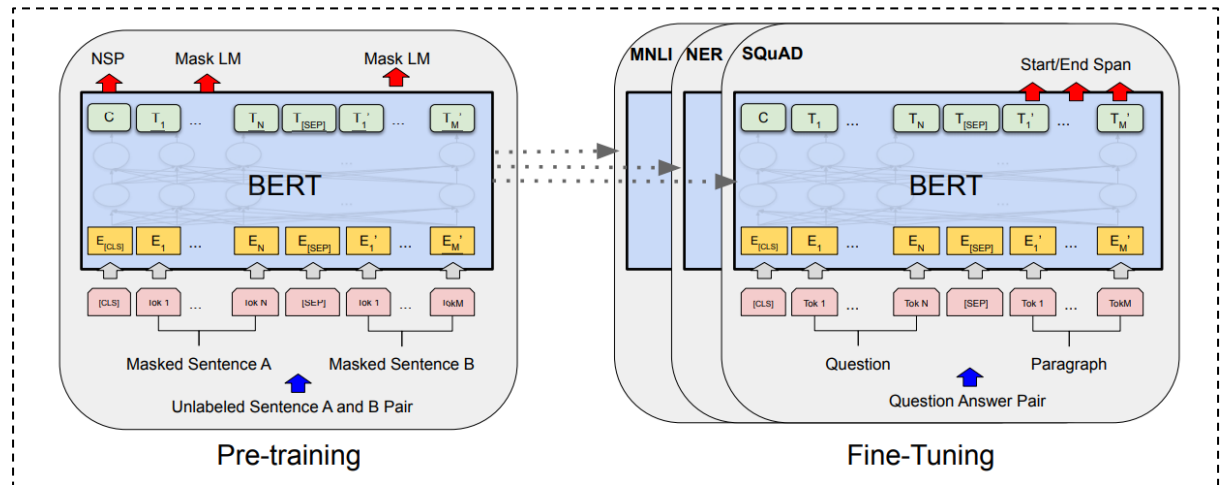 NSP Mask LM Mask LM
C T1 ... TN T[SEP] T1' ... TM'
...
...
BERT
E[CLS] E1 ... EN E[SEP] E1' ... EM'
[CLS] Tok 1 ... Tok N [SEP] Tok 1 ... TokM
Masked Sentence A Masked Sentence B
Unlabeled Sentence A and B Pair
Pre-training
MNLI NER SQuAD
Start/End Span
C T1 ... TN T[SEP] T1' ... TM'
...
...
BERT
E[CLS] E1 ... EN E[SEP] E1' ... EM'
[CLS] Tok 1 ... Tok N [SEP] Tok 1 ... TokM
Question Paragraph
Question Answer Pair
Fine-Tuning